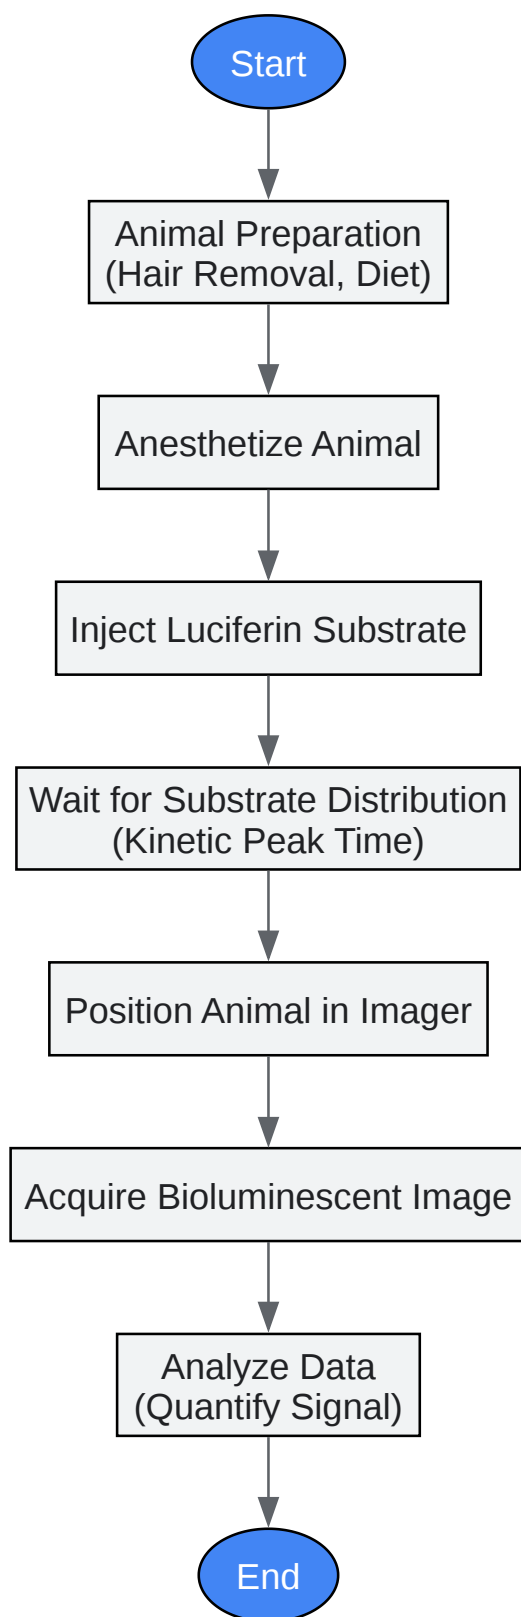 Start
Animal Preparation
(Hair Removal, Diet)
Anesthetize Animal
Inject Luciferin Substrate
Wait for Substrate Distribution
(Kinetic Peak Time)
Position Animal in Imager
Acquire Bioluminescent Image
Analyze Data
(Quantify Signal)
End